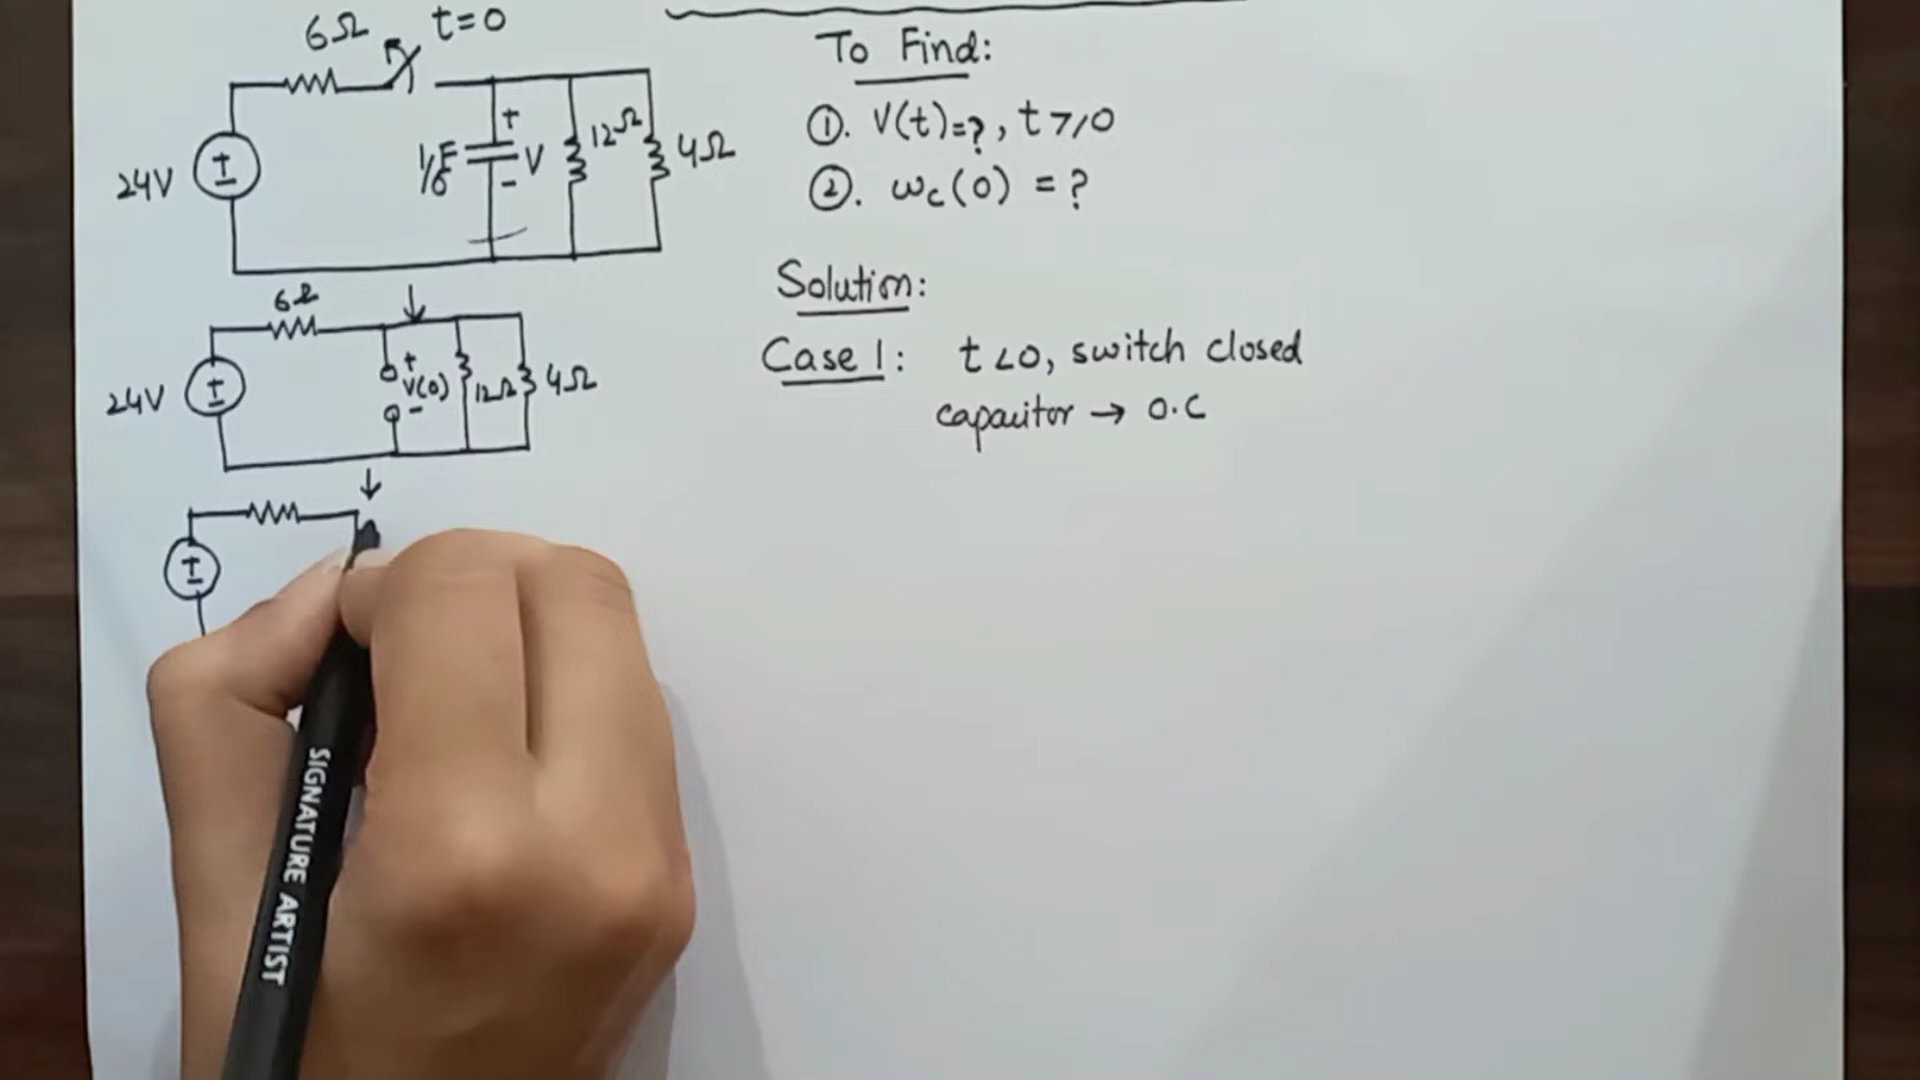 6Ω t=0
24V
1/6F
+
V
-
12Ω
4Ω
6Ω
24V
+
V(0)
-
12Ω
4Ω
To Find:
①. V(t)=?, t>/0
②. wc(0) = ?
Solution:
Case 1: t<0, switch closed
capacitor → O.C
SIGNATURE ARTIST